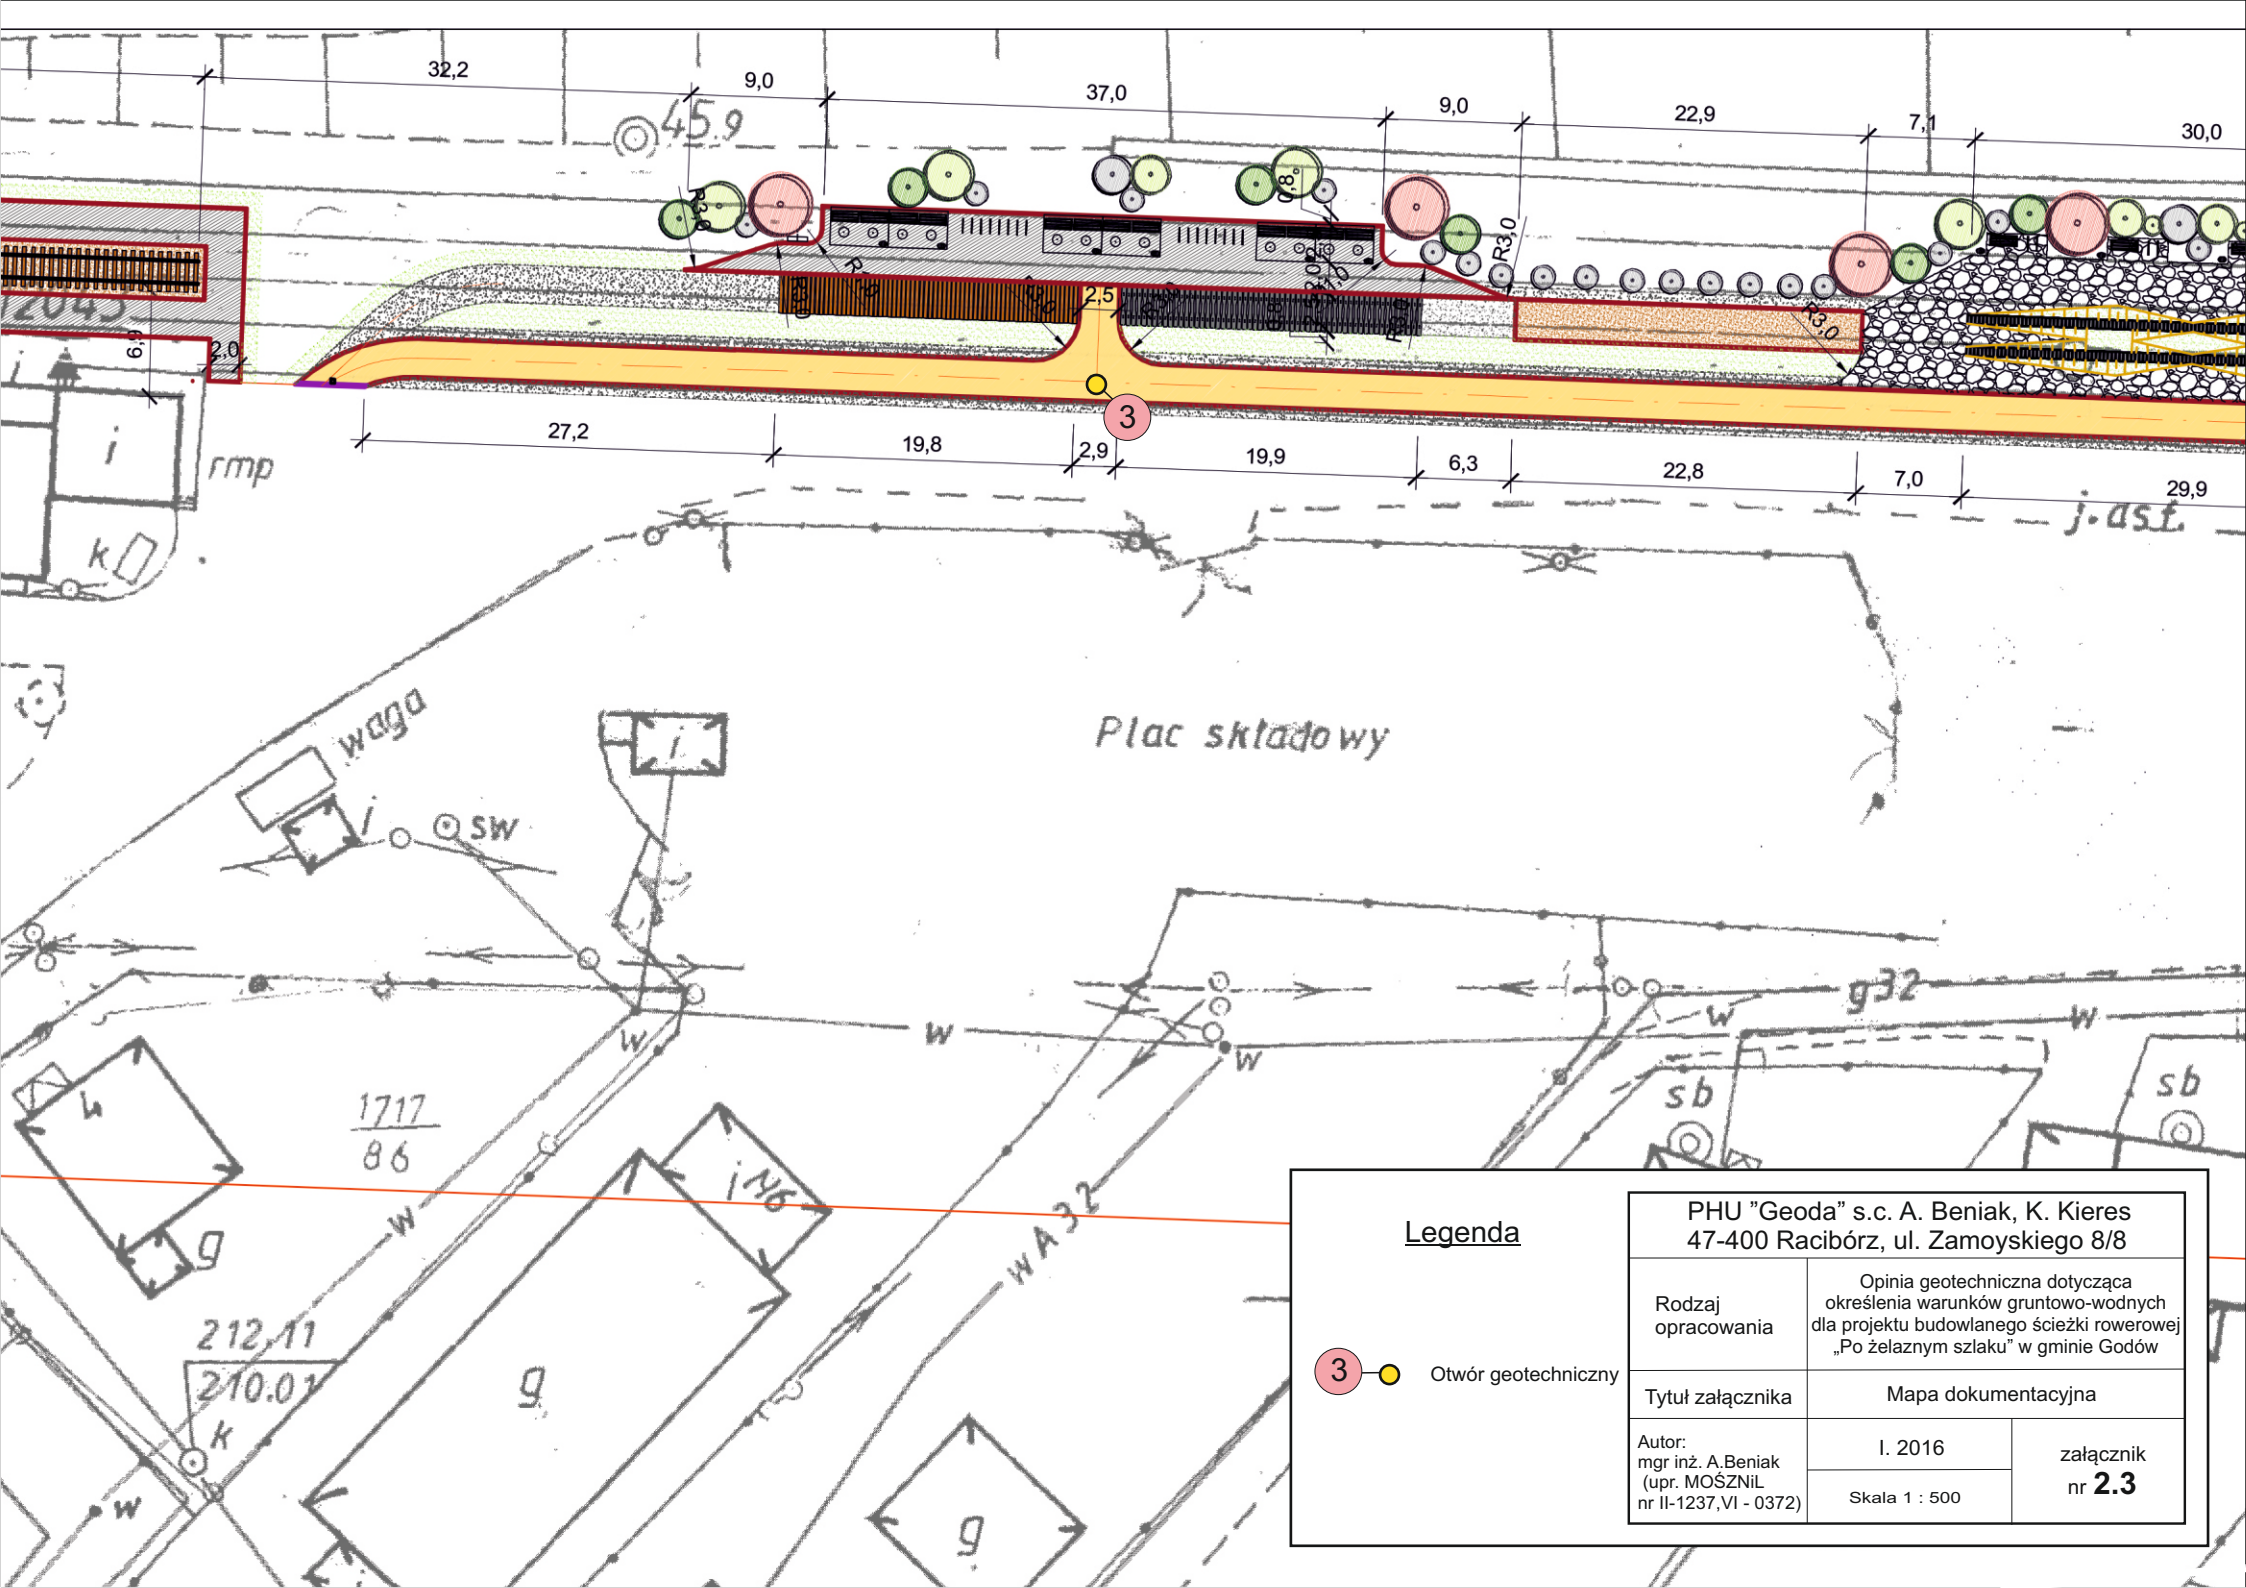 32,2
9,0
37,0
9,0
22,9
7,1
30,0
45.9
0,8
R3,0
R3,0
2,5
R3,0
6,9
2,0
i
i
rmp
k
3
27,2
19,8
2,9
19,9
6,3
22,8
7,0
29,9
j.asf.
waga
i
Plac składowy
i
sw
g32
w
w
w
w
w
sb
sb
4
1717
86
i
g
w
wA32
212.11
210.01
k
g
w
g
Legenda
3
Otwór geotechniczny
PHU "Geoda" s.c. A. Beniak, K. Kieres
47-400 Racibórz, ul. Zamoyskiego 8/8
Rodzaj
opracowania
Opinia geotechniczna dotycząca
określenia warunków gruntowo-wodnych
dla projektu budowlanego ścieżki rowerowej
„Po żelaznym szlaku" w gminie Godów
Tytuł załącznika
Mapa dokumentacyjna
Autor:
mgr inż. A.Beniak
(upr. MOŚZNiL
nr II-1237,VI - 0372)
I. 2016
Skala 1 : 500
załącznik
nr 2.3